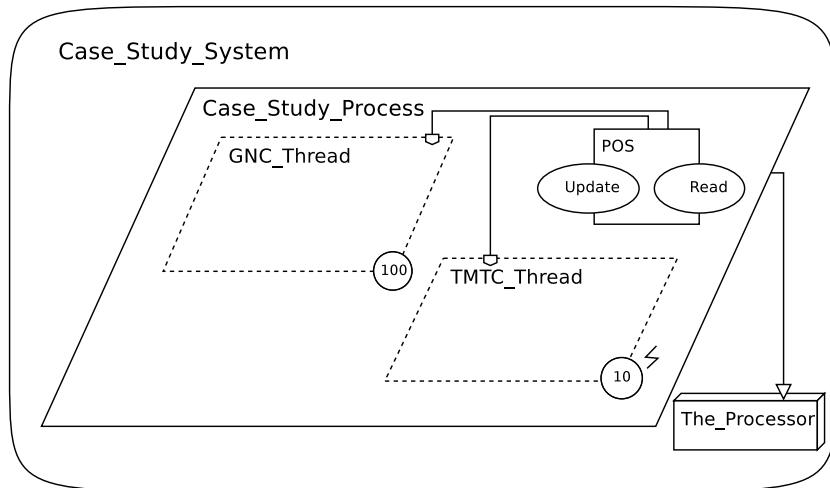 Case_Study_System
Case_Study_Process
GNC_Thread
POS
Update
Read
100
TMTC_Thread
10
The_Processor